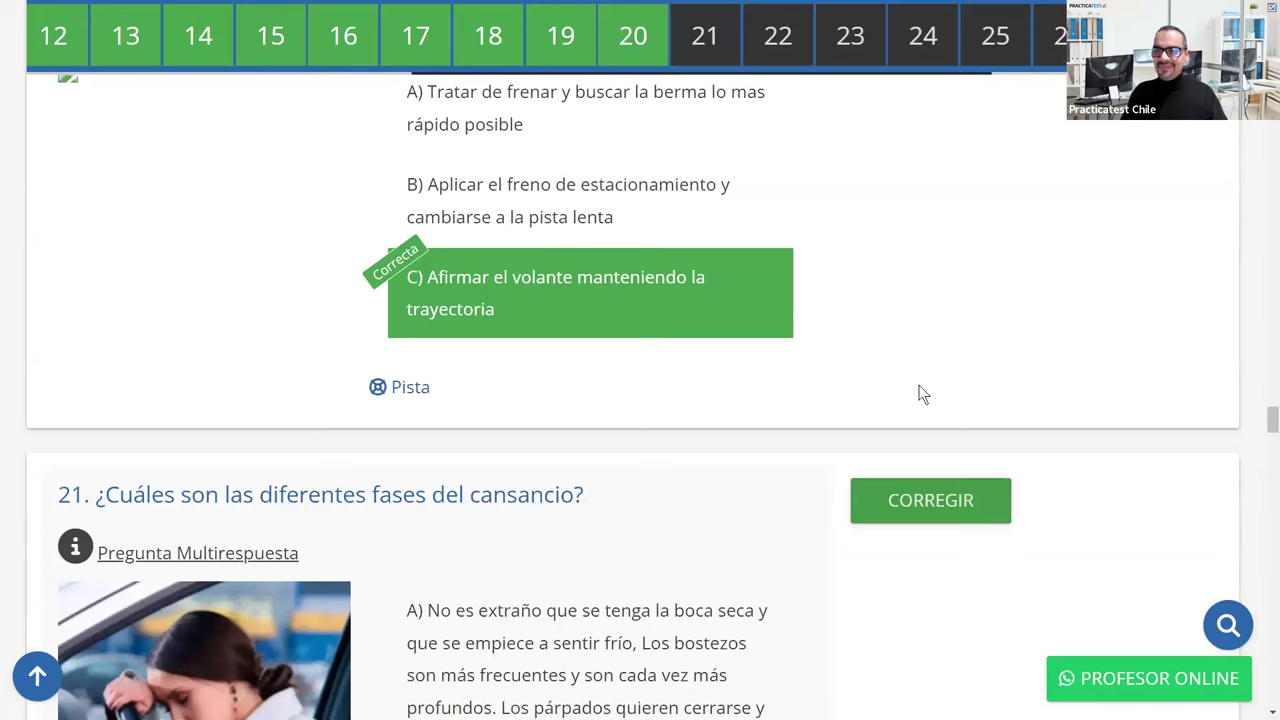 12 13 14 15 16 17 18 19 20 21 22 23 24 25 2
PRACTICATEST.cl
Practicatest Chile
A) Tratar de frenar y buscar la berma lo mas
rápido posible
B) Aplicar el freno de estacionamiento y
cambiarse a la pista lenta
Correcta
C) Afirmar el volante manteniendo la
trayectoria
Pista
21. ¿Cuáles son las diferentes fases del cansancio?
CORREGIR
Pregunta Multirespuesta
A) No es extraño que se tenga la boca seca y
que se empiece a sentir frío, Los bostezos
son más frecuentes y son cada vez más
profundos. Los párpados quieren cerrarse y
PROFESOR ONLINE